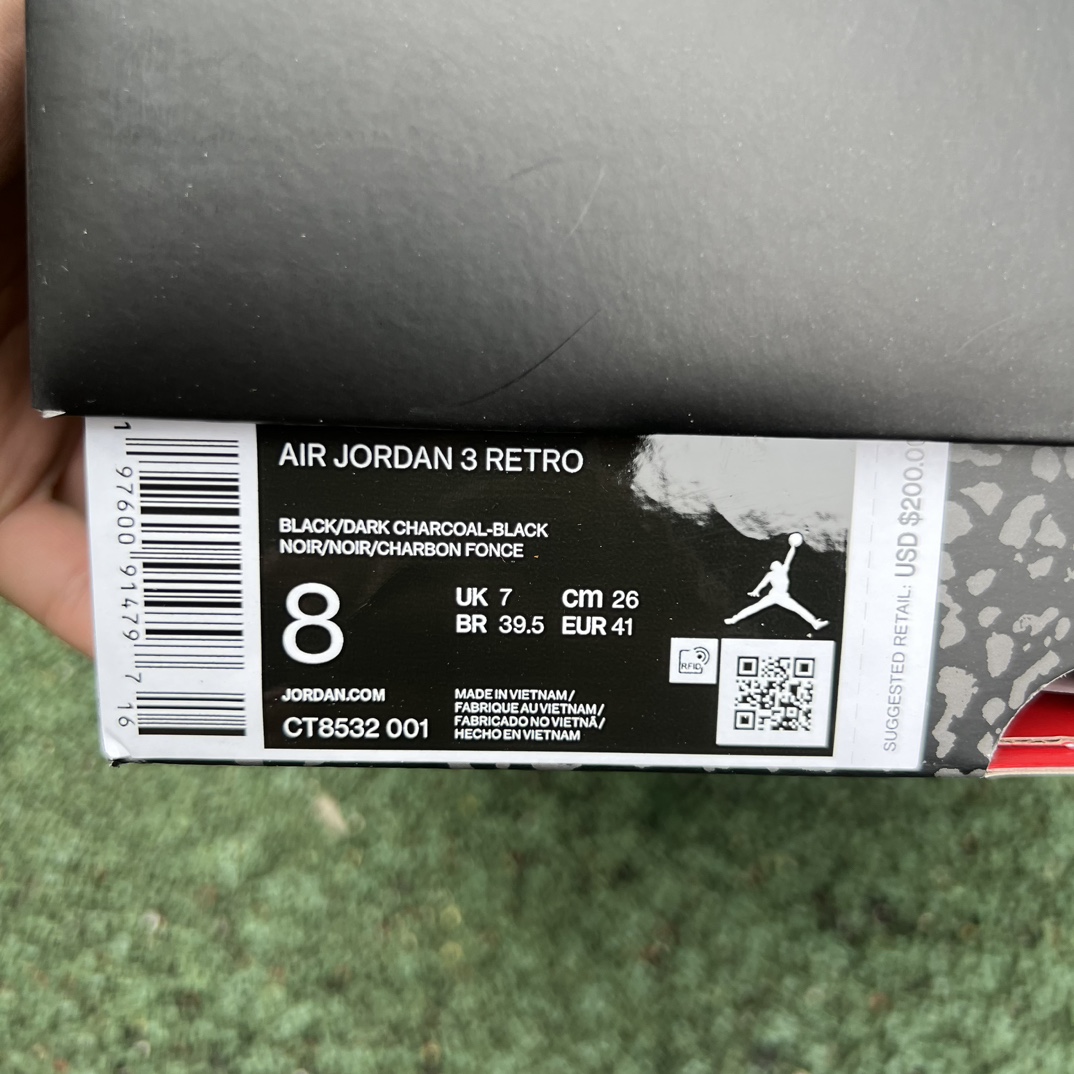 AIR JORDAN 3 RETRO
BLACK/DARK CHARCOAL-BLACK
NOIR/NOIR/CHARBON FONCE
8
UK 7 cm 26
BR 39.5 EUR 41
JORDAN.COM
CT8532 001
MADE IN VIETNAM/
FABRIQUE AU VIETNAM/
FABRICADO NO VIETNÃ/
HECHO EN VIETNAM
RFID
1 97600 91479 7 16
SUGGESTED RETAIL: USD $200.00